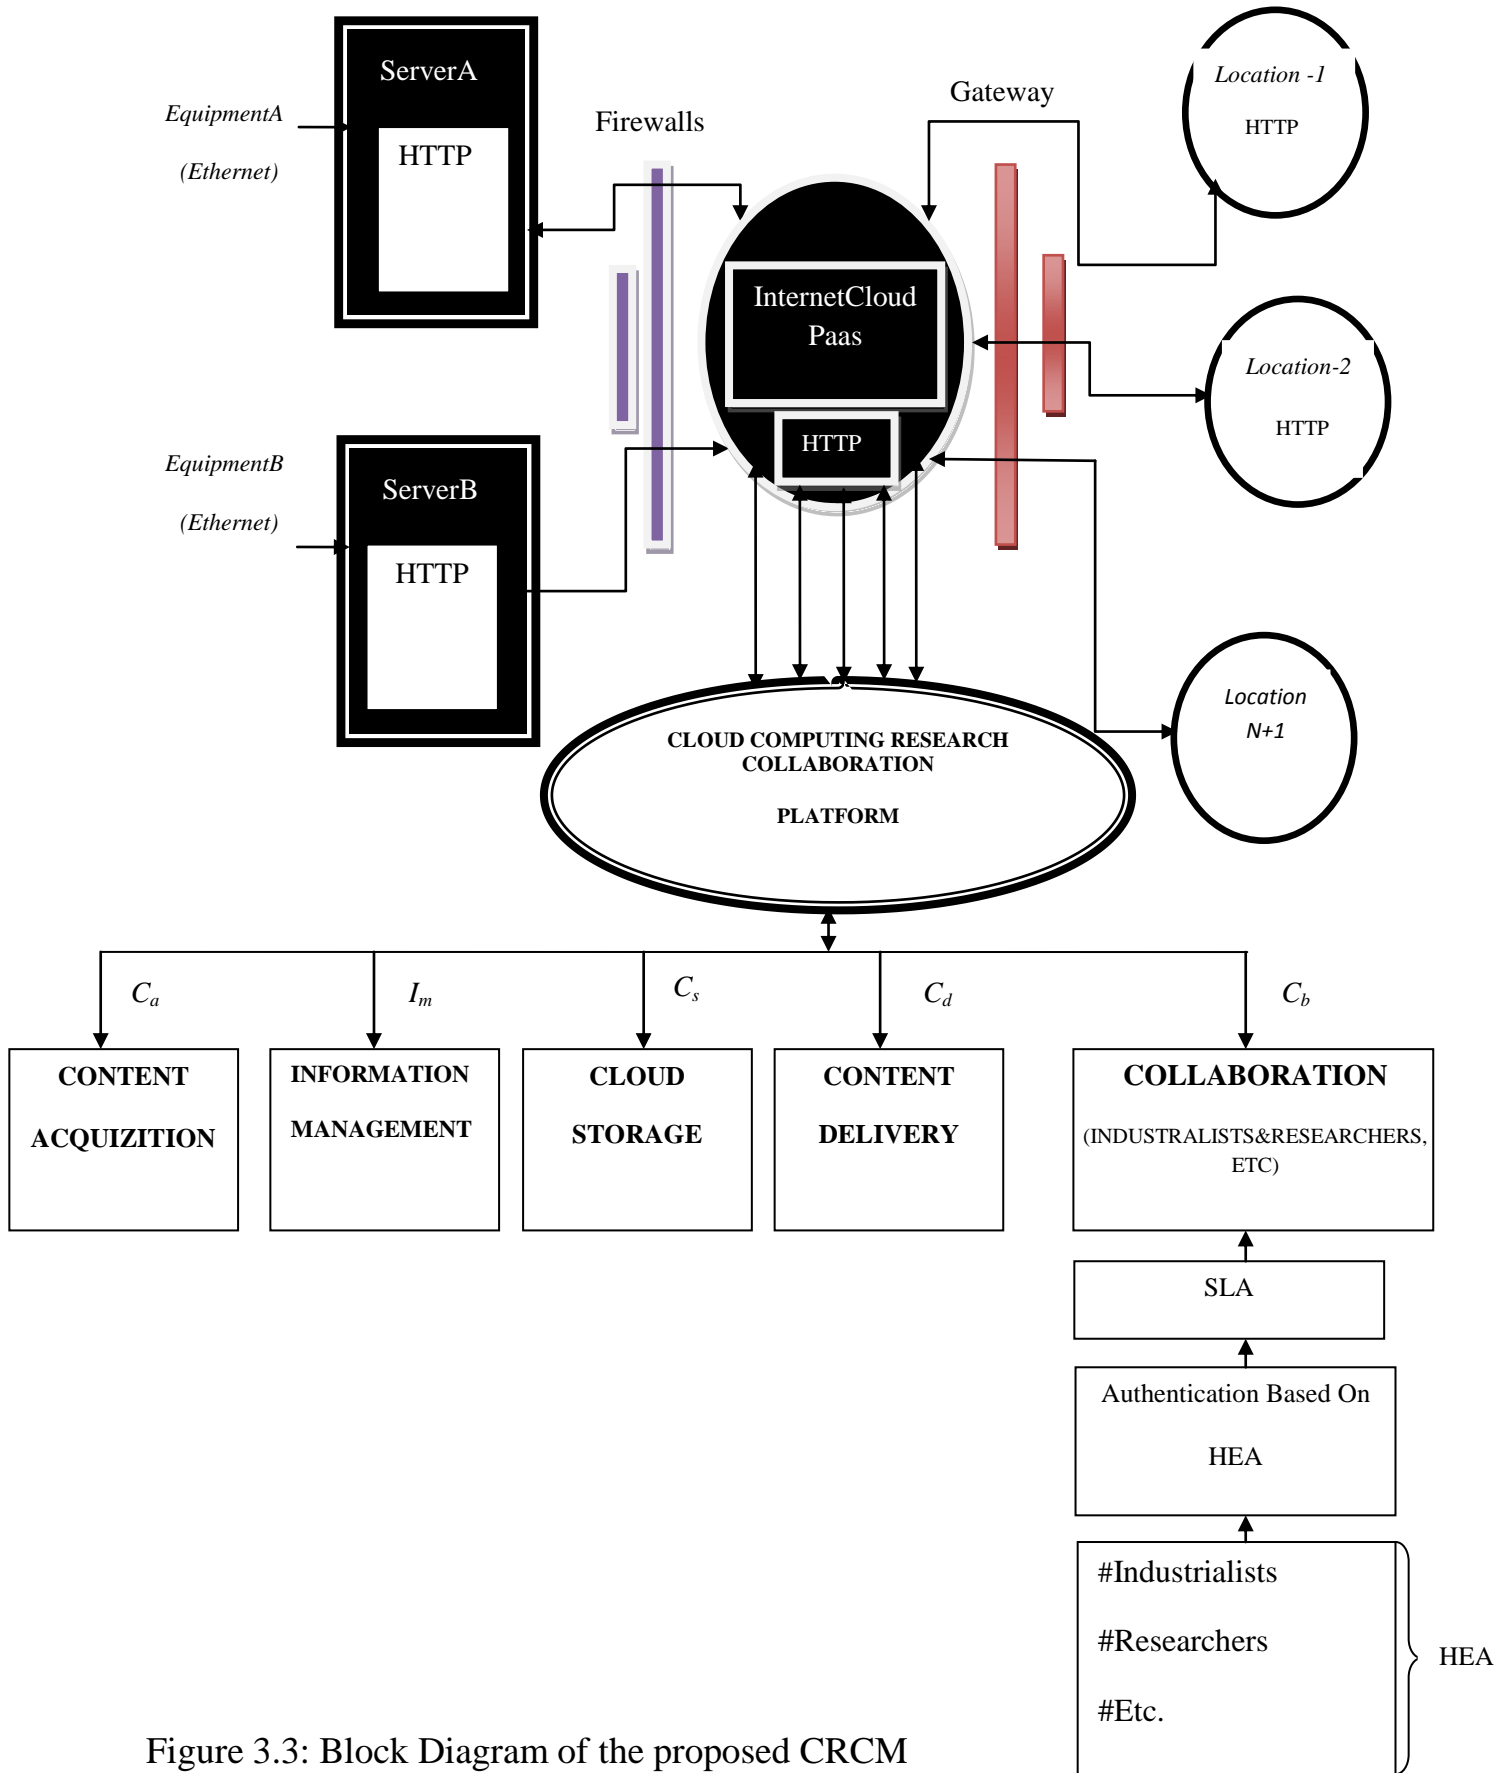 ServerA
HTTP
EquipmentA
(Ethernet)
Firewalls
Gateway
Location -1
HTTP
InternetCloud
Paas
HTTP
Location-2
HTTP
EquipmentB
(Ethernet)
ServerB
HTTP
Location
N+1
CLOUD COMPUTING RESEARCH
COLLABORATION
PLATFORM
Ca
Im
Cs
Cd
Cb
CONTENT
ACQUIZITION
INFORMATION
MANAGEMENT
CLOUD
STORAGE
CONTENT
DELIVERY
COLLABORATION
(INDUSTRALISTS&RESEARCHERS,
ETC)
SLA
Authentication Based On
HEA
#Industrialists
#Researchers
#Etc.
HEA
Figure 3.3: Block Diagram of the proposed CRCM